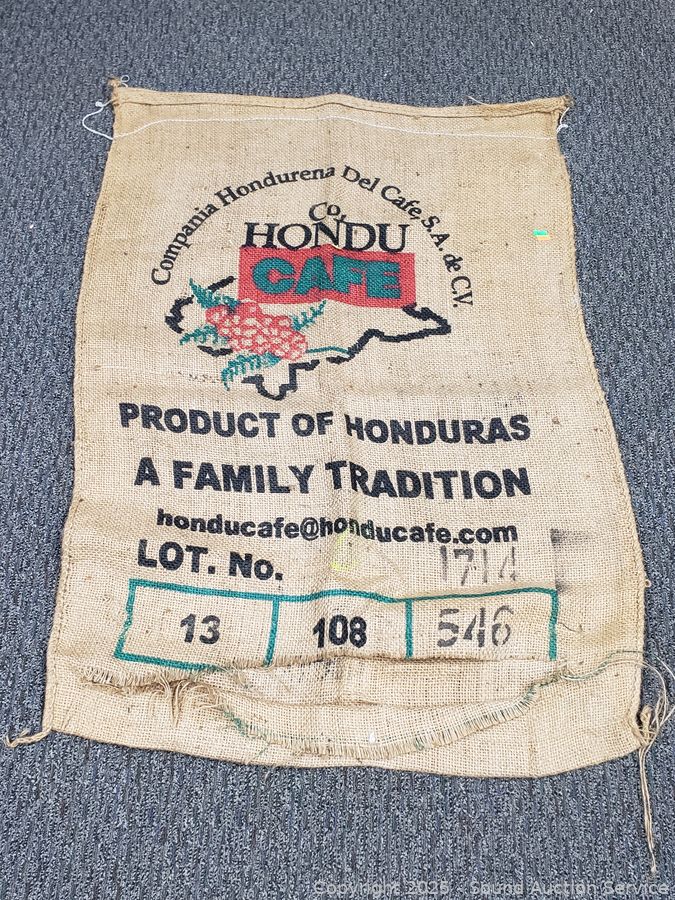 Compania Hondurena Del Cafe, S.A. de C.V.
Co.
HONDU
CAFE
PRODUCT OF HONDURAS
A FAMILY TRADITION
honducafe@honducafe.com
LOT. No. 1714
13 108 546
Copyright 2025 - Sound Auction Service